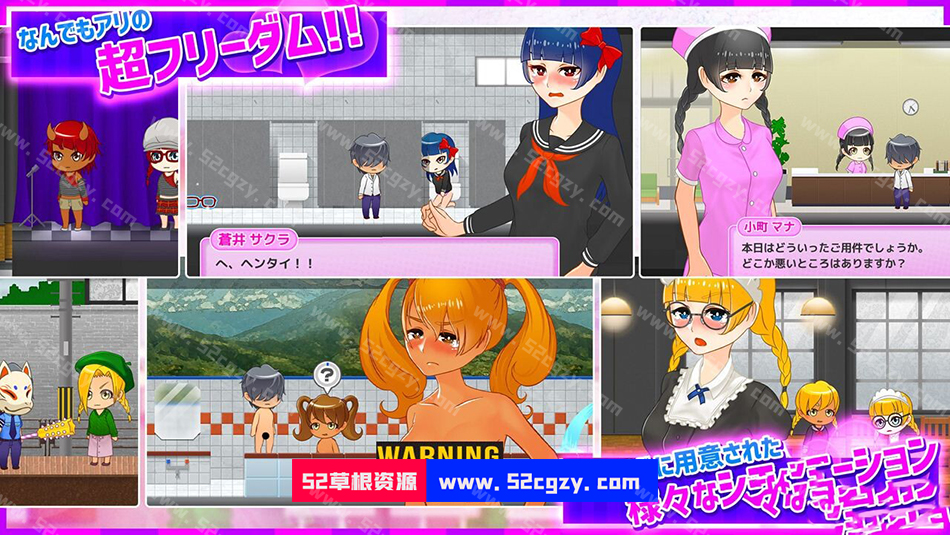 なんでもアリの
超フリーダム!!
蒼井 サクラ
へ、ヘンタイ！！
小町 マナ
本日はどういったご用件でしょうか。
どこか悪いところはありますか？
?
WARNING
に用意された
様々なシチュエーション
52草根资源 www.52cgzy.com